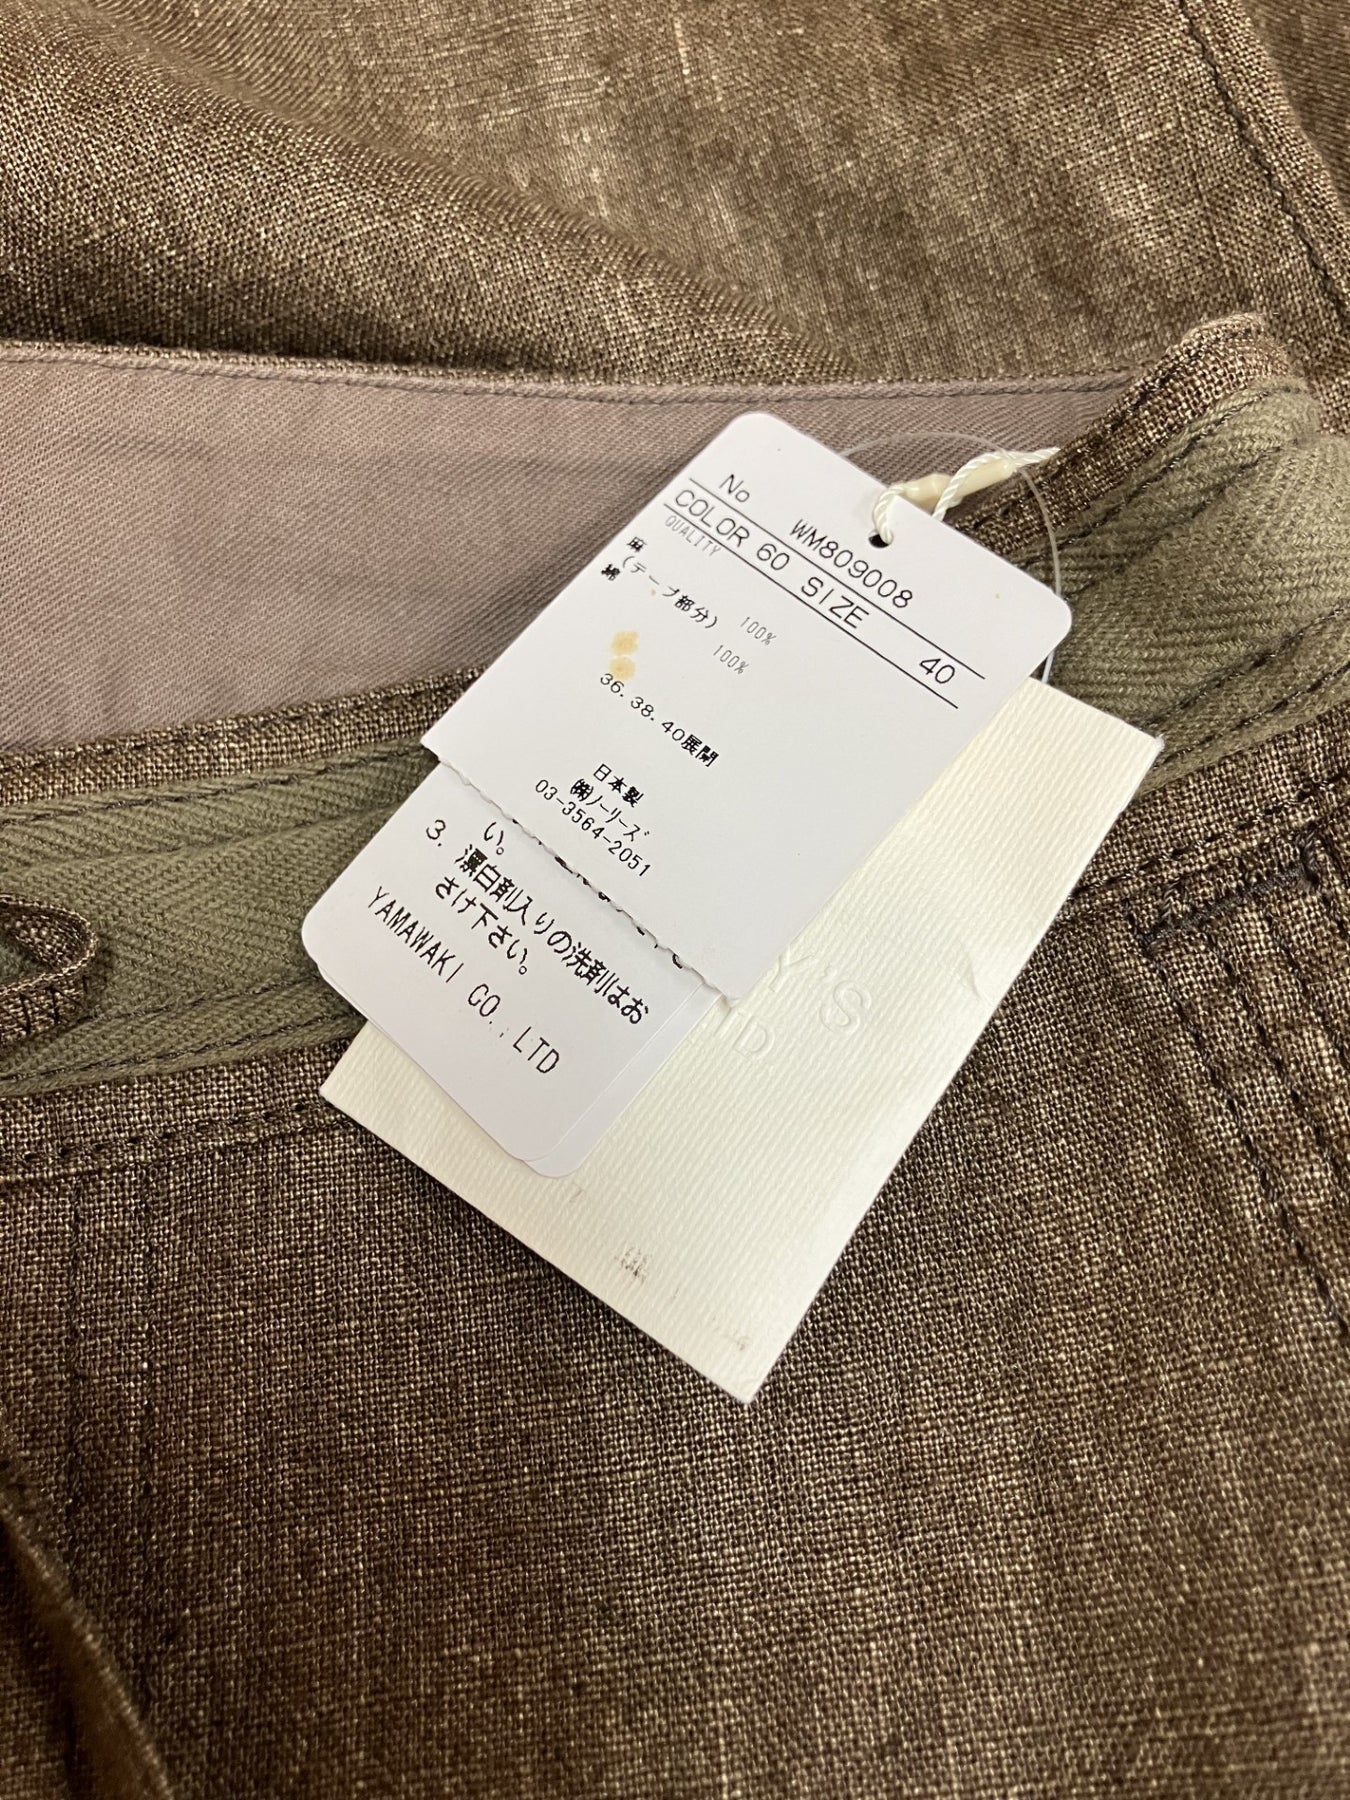 No WM809008
COLOR 60 SIZE 40
QUALITY
麻 100%
(テープ部分)
綿 100%
36.38.40展開
日本製
㈱ノーリーズ
03-3564-2051
い。
3. 漂白剤入りの洗剤はお
さけ下さい。
YAMAWAKI CO.,LTD
Y'S